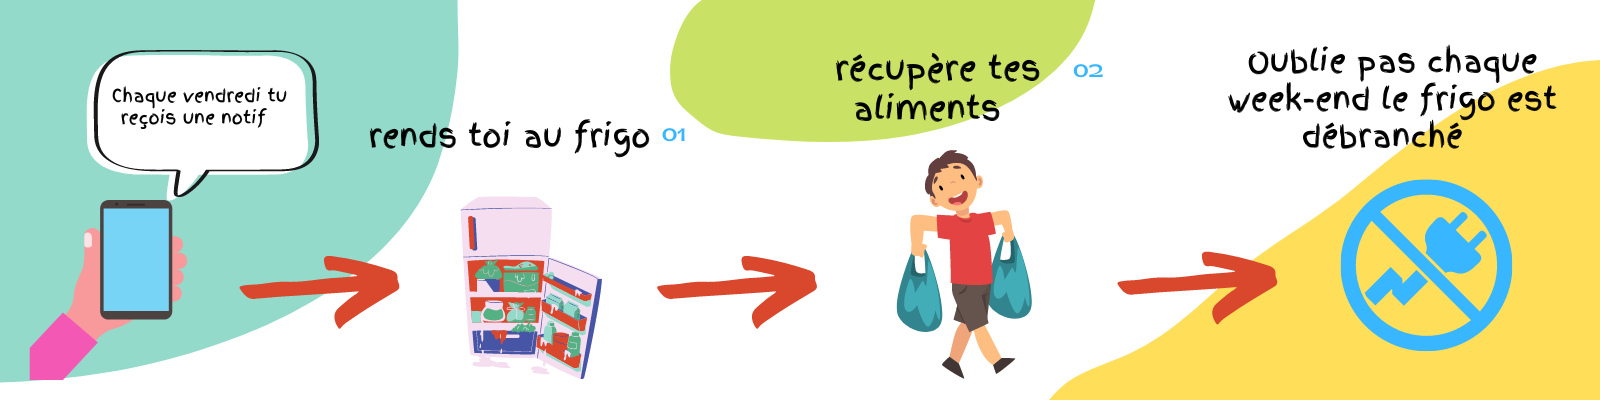 Chaque vendredi tu
reçois une notif
rends toi au frigo 01
récupère tes 02
aliments
Oublie pas chaque
week-end le frigo est
débranché